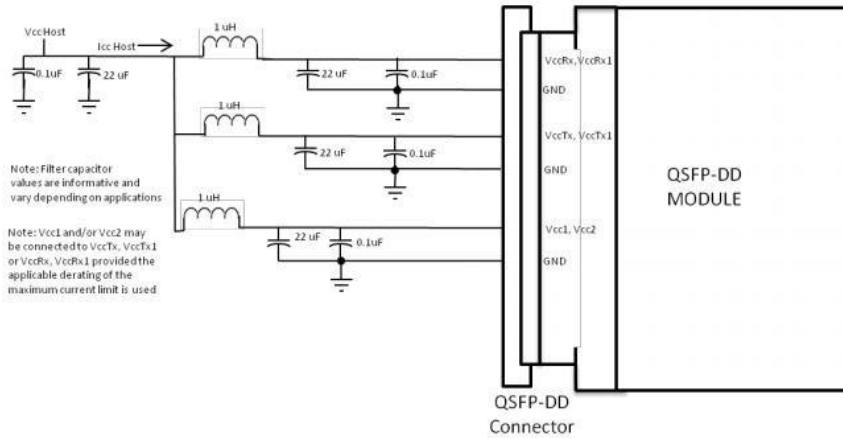 Vcc Host
Icc Host
1 uH
0.1uF
22 uF
22 uF
0.1uF
VccRx, VccRx1
GND
1 uH
22 uF
0.1uF
VccTx, VccTx1
GND
Note: Filter capacitor
values are informative and
vary depending on applications
1 uH
22 uF
0.1uF
Vcc1, Vcc2
GND
Note: Vcc1 and/or Vcc2 may
be connected to VccTx, VccTx1
or VccRx, VccRx1 provided the
applicable derating of the
maximum current limit is used
QSFP-DD
MODULE
QSFP-DD
Connector